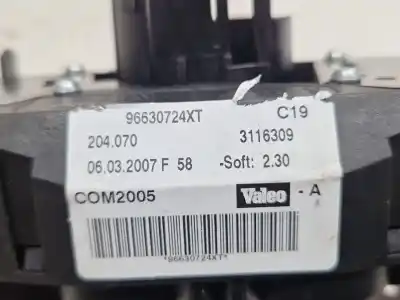 96630724XT C19
204.070 3116309
06.03.2007 F 58 -Soft: 2.30
COM2005 Valeo - A
*96630724XT*